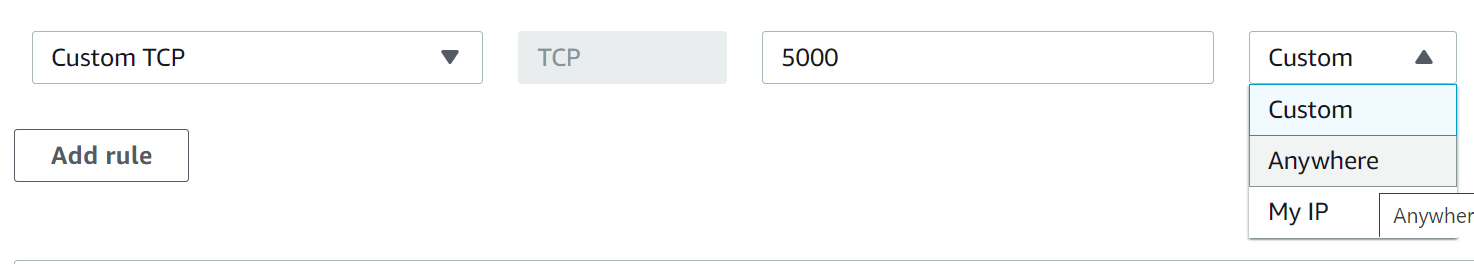 Custom TCP
TCP
5000
Custom
Custom
Add rule
Anywhere
My IP